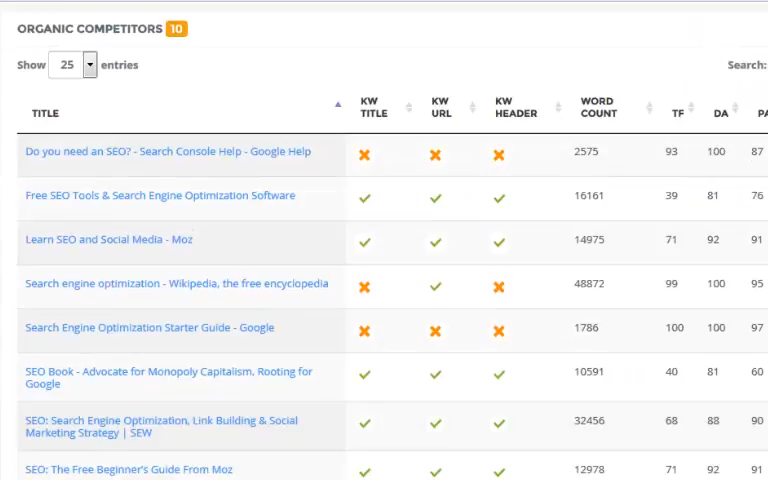 ORGANIC COMPETITORS 10
Show 25 entries Search:
TITLE KW TITLE KW URL KW HEADER WORD COUNT TF DA PA
Do you need an SEO? - Search Console Help - Google Help 2575 93 100 87
Free SEO Tools & Search Engine Optimization Software 16161 39 81 76
Learn SEO and Social Media - Moz 14975 71 92 91
Search engine optimization - Wikipedia, the free encyclopedia 48872 99 100 95
Search Engine Optimization Starter Guide - Google 1786 100 100 97
SEO Book - Advocate for Monopoly Capitalism, Rooting for 10591 40 81 60
Google
SEO: Search Engine Optimization, Link Building & Social 32456 68 88 90
Marketing Strategy | SEW
SEO: The Free Beginner's Guide From Moz 12978 71 92 91